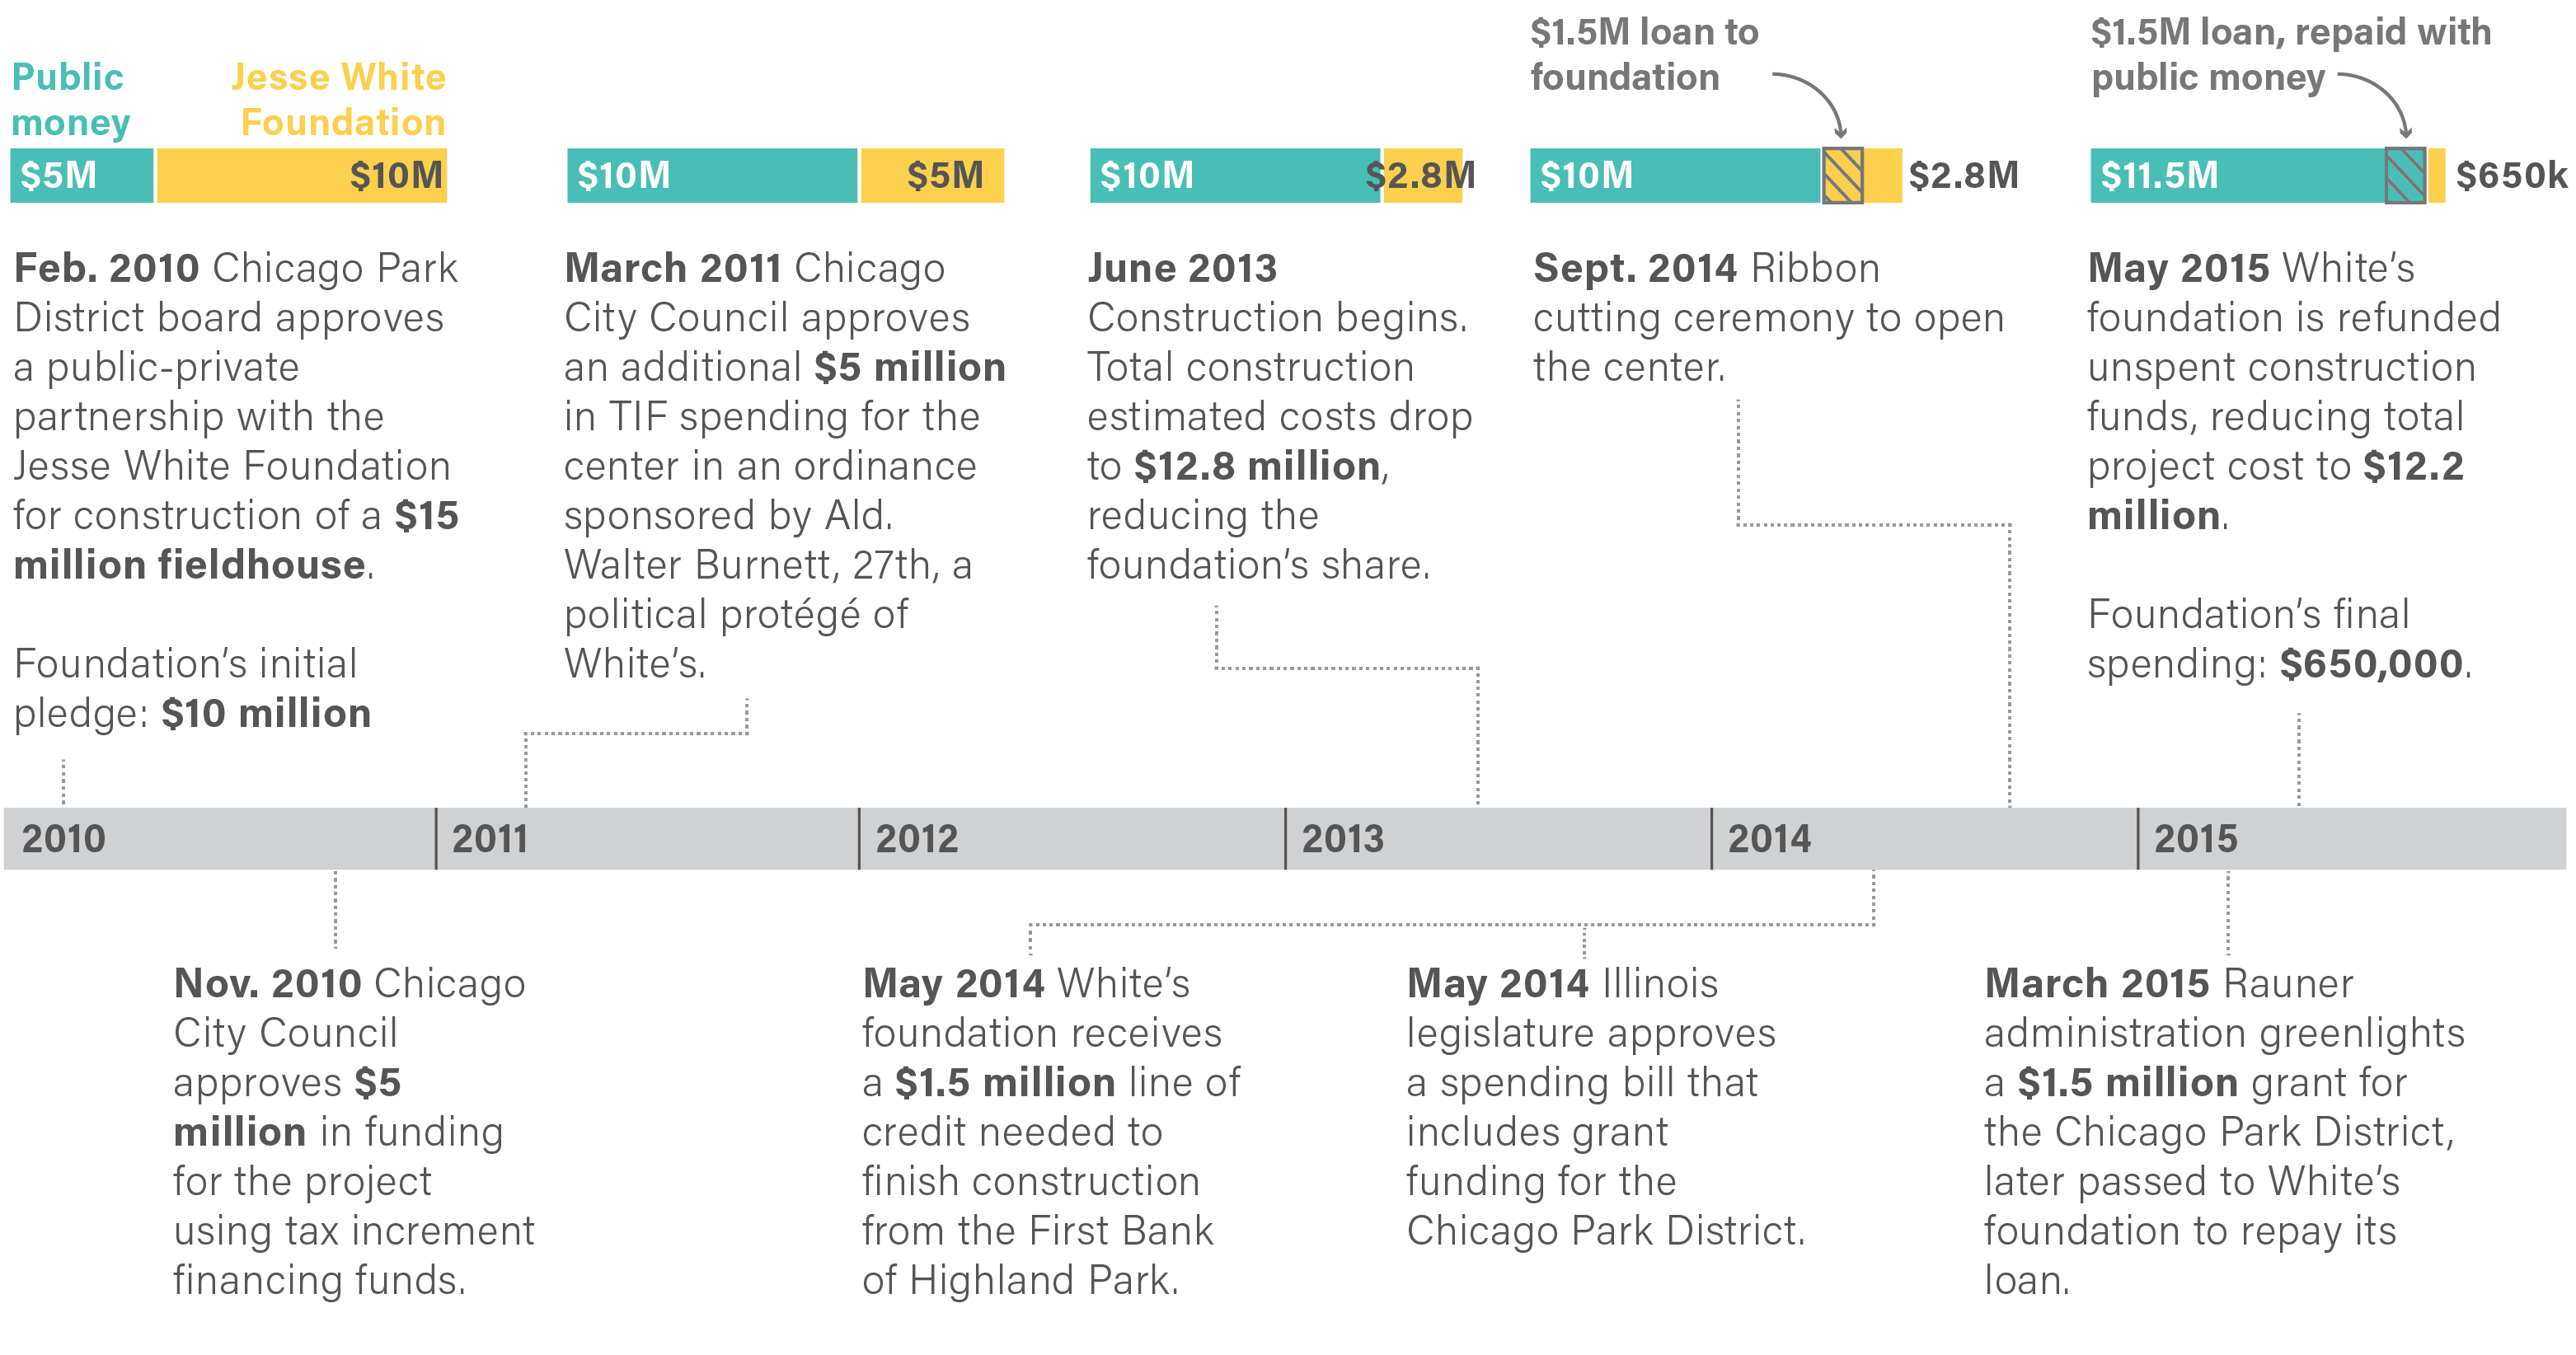 Public
money
Jesse White
Foundation
$5M
$10M
Feb. 2010 Chicago Park
District board approves
a public-private
partnership with the
Jesse White Foundation
for construction of a $15
million fieldhouse.
Foundation’s initial
pledge: $10 million
$10M
$5M
March 2011 Chicago
City Council approves
an additional $5 million
in TIF spending for the
center in an ordinance
sponsored by Ald.
Walter Burnett, 27th, a
political protégé of
White’s.
$10M
$2.8M
June 2013
Construction begins.
Total construction
estimated costs drop
to $12.8 million,
reducing the
foundation’s share.
$1.5M loan to
foundation
$10M
$2.8M
Sept. 2014 Ribbon
cutting ceremony to open
the center.
$1.5M loan, repaid with
public money
$11.5M
$650k
May 2015 White’s
foundation is refunded
unspent construction
funds, reducing total
project cost to $12.2
million.
Foundation’s final
spending: $650,000.
2010
2011
2012
2013
2014
2015
Nov. 2010 Chicago
City Council
approves $5
million in funding
for the project
using tax increment
financing funds.
May 2014 White’s
foundation receives
a $1.5 million line of
credit needed to
finish construction
from the First Bank
of Highland Park.
May 2014 Illinois
legislature approves
a spending bill that
includes grant
funding for the
Chicago Park District.
March 2015 Rauner
administration greenlights
a $1.5 million grant for
the Chicago Park District,
later passed to White’s
foundation to repay its
loan.